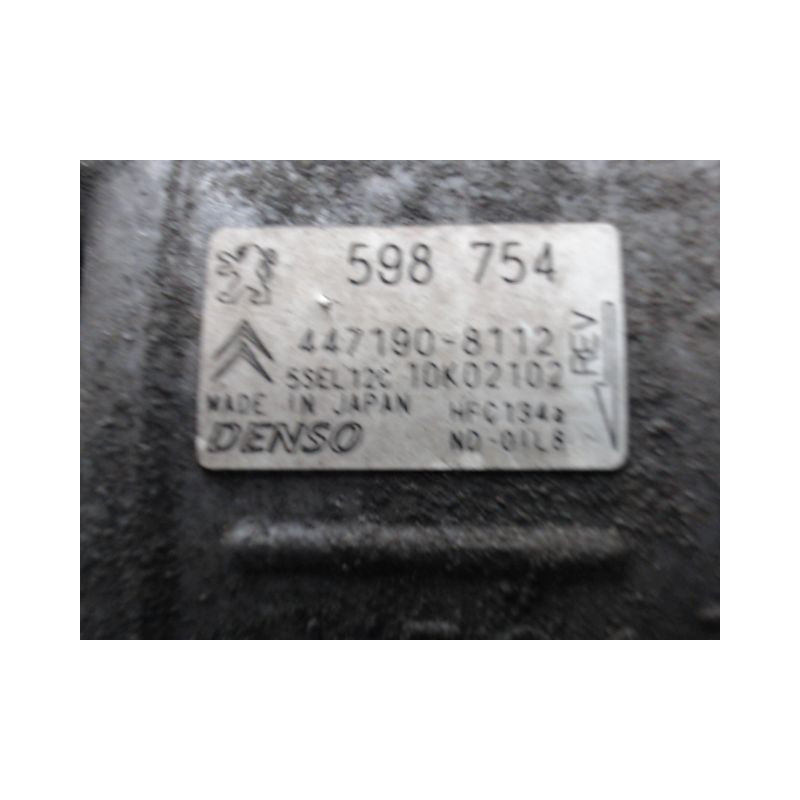 598 754
447190-8112
5SEL12C 10K02102
REV
MADE IN JAPAN HFC134a
DENSO ND-OIL8